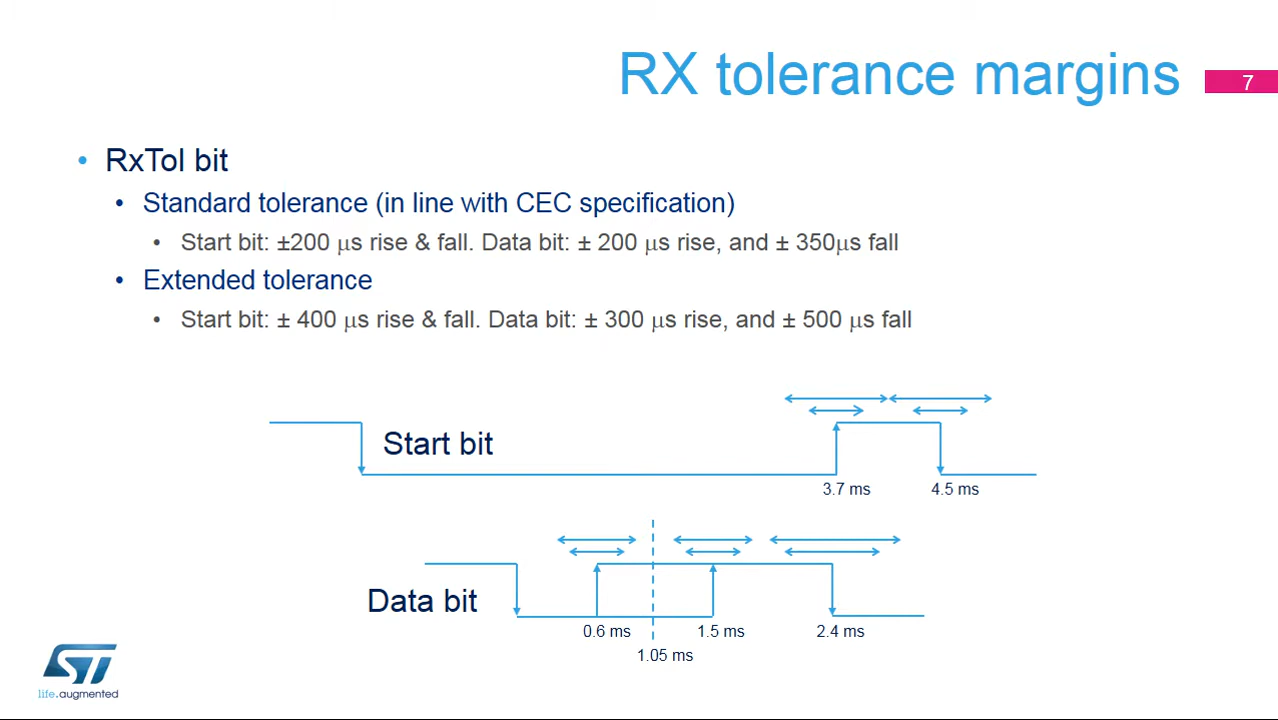 RX tolerance margins
7
• RxTol bit
• Standard tolerance (in line with CEC specification)
• Start bit: ±200 μs rise & fall. Data bit: ± 200 μs rise, and ± 350μs fall
• Extended tolerance
• Start bit: ± 400 μs rise & fall. Data bit: ± 300 μs rise, and ± 500 μs fall
Start bit
3.7 ms 4.5 ms
Data bit
0.6 ms 1.5 ms 2.4 ms
1.05 ms
ST
life.augmented